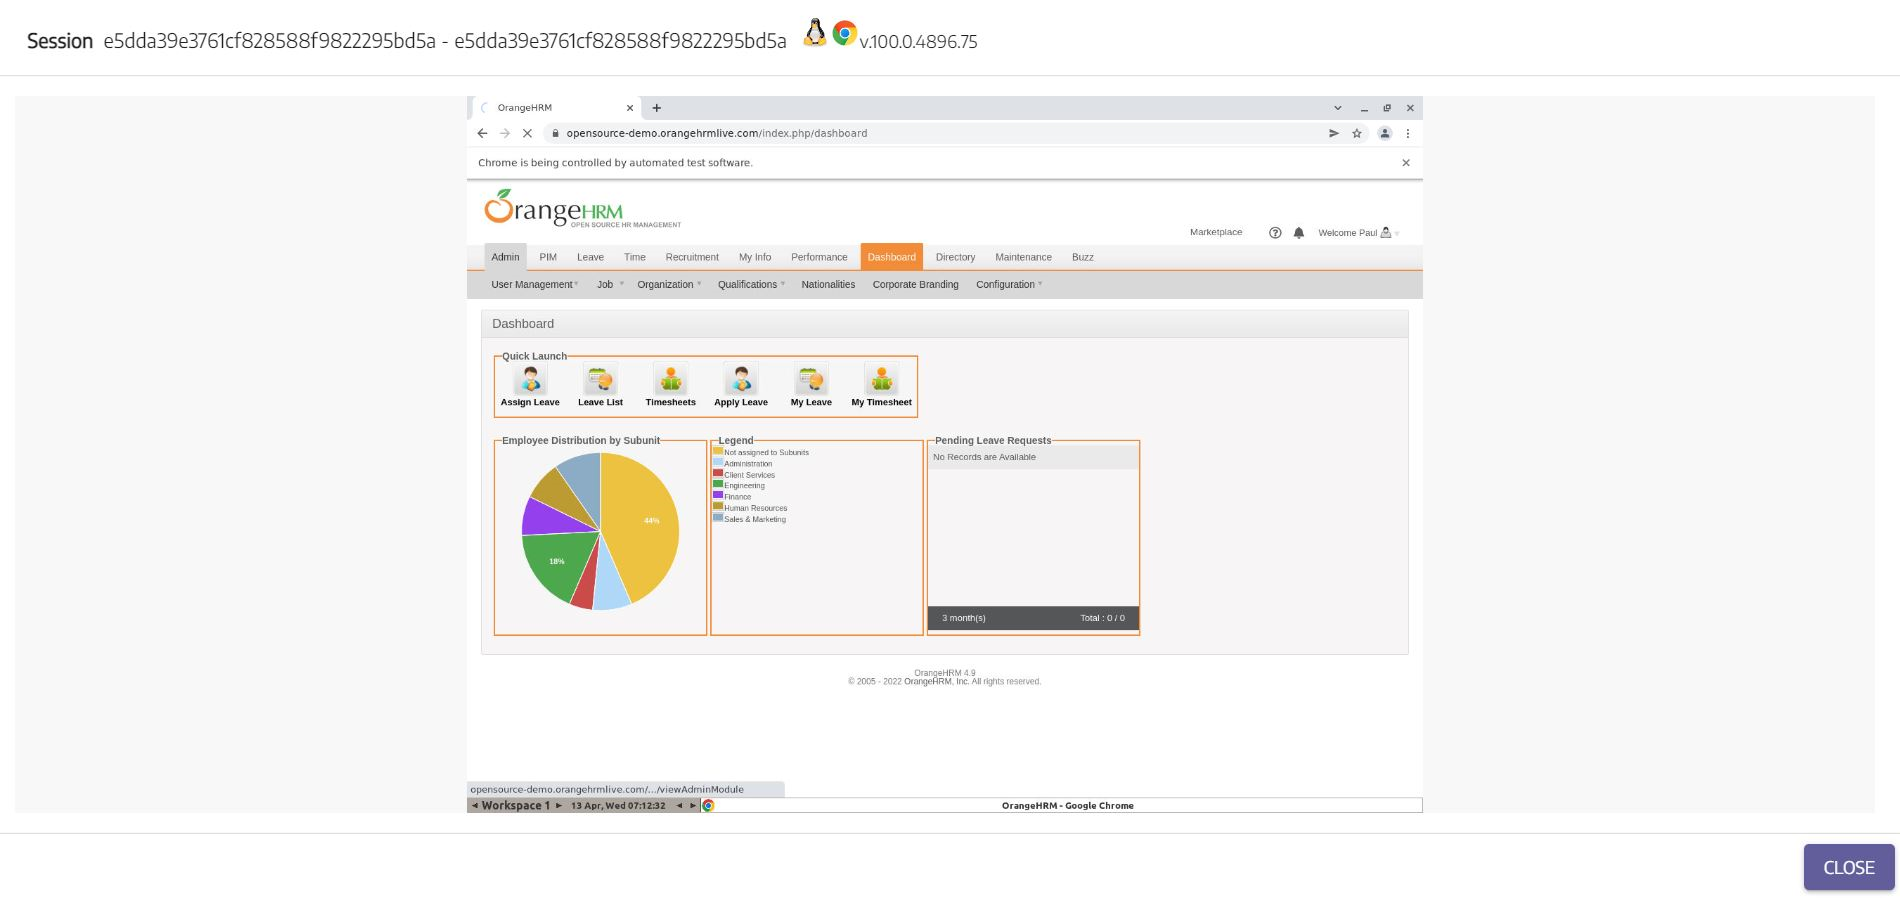 Session e5dda39e3761cf828588f9822295bd5a - e5dda39e3761cf828588f9822295bd5a v.100.0.4896.75
OrangeHRM
opensource-demo.orangehrmlive.com/index.php/dashboard
Chrome is being controlled by automated test software.
OrangeHRM
OPEN SOURCE HR MANAGEMENT
Marketplace Welcome Paul
Admin PIM Leave Time Recruitment My Info Performance Dashboard Directory Maintenance Buzz
User Management Job Organization Qualifications Nationalities Corporate Branding Configuration
Dashboard
Quick Launch
Assign Leave Leave List Timesheets Apply Leave My Leave My Timesheet
Employee Distribution by Subunit
44%
18%
Legend
Not assigned to Subunits
Administration
Client Services
Engineering
Finance
Human Resources
Sales & Marketing
Pending Leave Requests
No Records are Available
3 month(s) Total : 0 / 0
OrangeHRM 4.9
© 2005 - 2022 OrangeHRM, Inc. All rights reserved.
opensource-demo.orangehrmlive.com/.../viewAdminModule
Workspace 1 13 Apr, Wed 07:12:32 OrangeHRM - Google Chrome
CLOSE